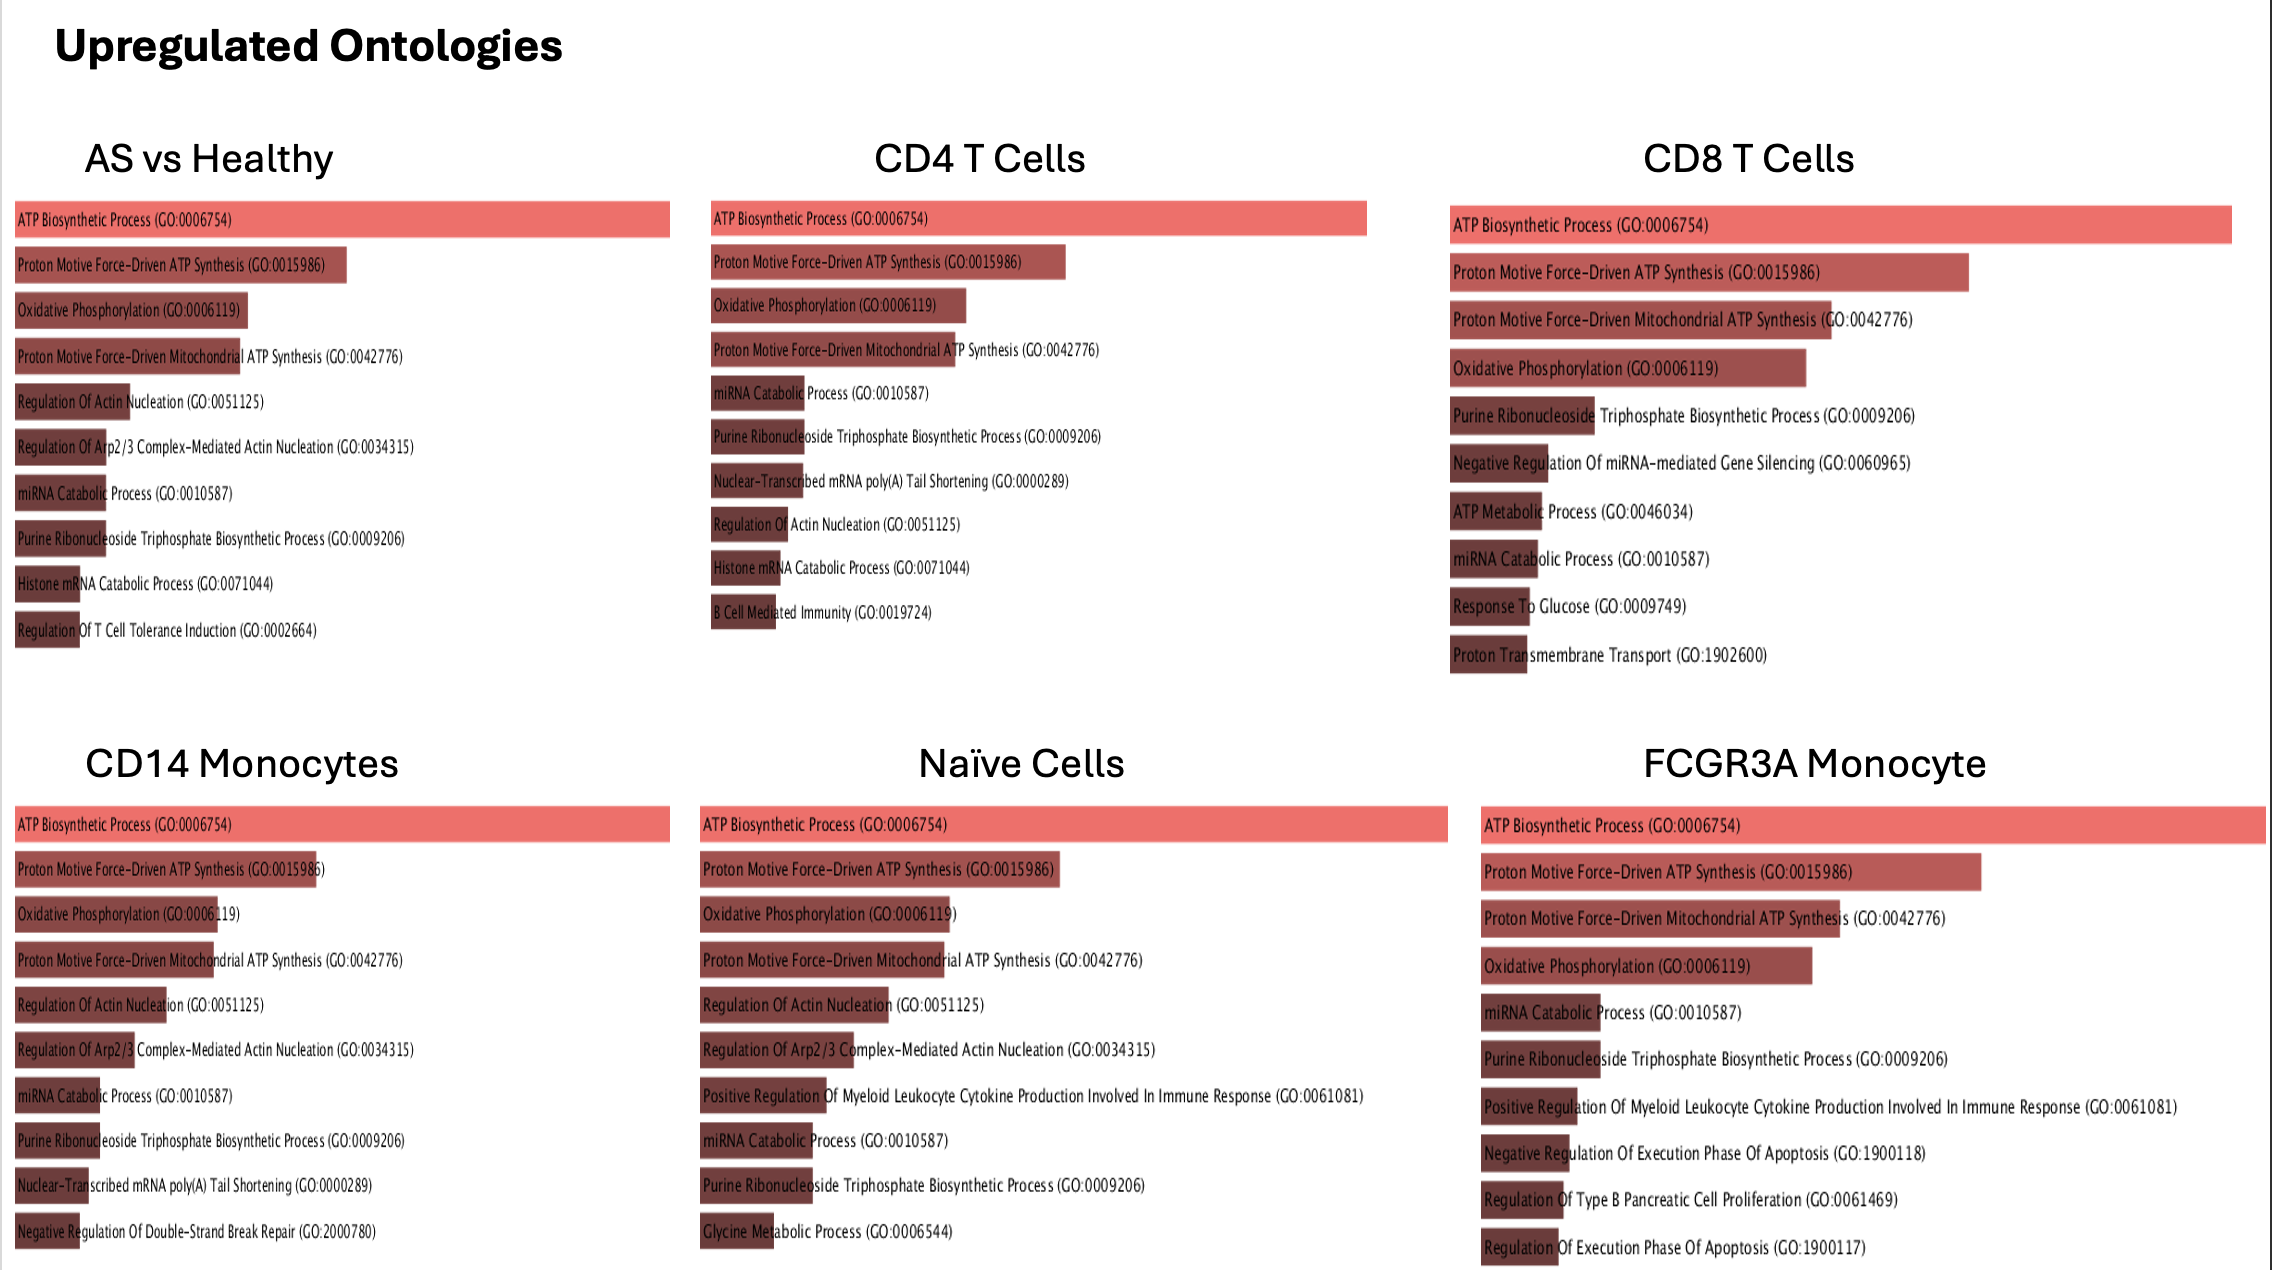 Upregulated Ontologies
AS vs Healthy
ATP Biosynthetic Process (GO:0006754)
Proton Motive Force-Driven ATP Synthesis (GO:0015986)
Oxidative Phosphorylation (GO:0006119)
Proton Motive Force-Driven Mitochondrial ATP Synthesis (GO:0042776)
Regulation Of Actin Nucleation (GO:0051125)
Regulation Of Arp2/3 Complex-Mediated Actin Nucleation (GO:0034315)
miRNA Catabolic Process (GO:0010587)
Purine Ribonucleoside Triphosphate Biosynthetic Process (GO:0009206)
Histone mRNA Catabolic Process (GO:0071044)
Regulation Of T Cell Tolerance Induction (GO:0002664)
CD4 T Cells
ATP Biosynthetic Process (GO:0006754)
Proton Motive Force-Driven ATP Synthesis (GO:0015986)
Oxidative Phosphorylation (GO:0006119)
Proton Motive Force-Driven Mitochondrial ATP Synthesis (GO:0042776)
miRNA Catabolic Process (GO:0010587)
Purine Ribonucleoside Triphosphate Biosynthetic Process (GO:0009206)
Nuclear-Transcribed mRNA poly(A) Tail Shortening (GO:0000289)
Regulation Of Actin Nucleation (GO:0051125)
Histone mRNA Catabolic Process (GO:0071044)
B Cell Mediated Immunity (GO:0019724)
CD8 T Cells
ATP Biosynthetic Process (GO:0006754)
Proton Motive Force-Driven ATP Synthesis (GO:0015986)
Proton Motive Force-Driven Mitochondrial ATP Synthesis (GO:0042776)
Oxidative Phosphorylation (GO:0006119)
Purine Ribonucleoside Triphosphate Biosynthetic Process (GO:0009206)
Negative Regulation Of miRNA-mediated Gene Silencing (GO:0060965)
ATP Metabolic Process (GO:0046034)
miRNA Catabolic Process (GO:0010587)
Response To Glucose (GO:0009749)
Proton Transmembrane Transport (GO:1902600)
CD14 Monocytes
ATP Biosynthetic Process (GO:0006754)
Proton Motive Force-Driven ATP Synthesis (GO:0015986)
Oxidative Phosphorylation (GO:0006119)
Proton Motive Force-Driven Mitochondrial ATP Synthesis (GO:0042776)
Regulation Of Actin Nucleation (GO:0051125)
Regulation Of Arp2/3 Complex-Mediated Actin Nucleation (GO:0034315)
miRNA Catabolic Process (GO:0010587)
Purine Ribonucleoside Triphosphate Biosynthetic Process (GO:0009206)
Nuclear-Transcribed mRNA poly(A) Tail Shortening (GO:0000289)
Negative Regulation Of Double-Strand Break Repair (GO:2000780)
Naïve Cells
ATP Biosynthetic Process (GO:0006754)
Proton Motive Force-Driven ATP Synthesis (GO:0015986)
Oxidative Phosphorylation (GO:0006119)
Proton Motive Force-Driven Mitochondrial ATP Synthesis (GO:0042776)
Regulation Of Actin Nucleation (GO:0051125)
Regulation Of Arp2/3 Complex-Mediated Actin Nucleation (GO:0034315)
Positive Regulation Of Myeloid Leukocyte Cytokine Production Involved In Immune Response (GO:0061081)
miRNA Catabolic Process (GO:0010587)
Purine Ribonucleoside Triphosphate Biosynthetic Process (GO:0009206)
Glycine Metabolic Process (GO:0006544)
FCGR3A Monocyte
ATP Biosynthetic Process (GO:0006754)
Proton Motive Force-Driven ATP Synthesis (GO:0015986)
Proton Motive Force-Driven Mitochondrial ATP Synthesis (GO:0042776)
Oxidative Phosphorylation (GO:0006119)
miRNA Catabolic Process (GO:0010587)
Purine Ribonucleoside Triphosphate Biosynthetic Process (GO:0009206)
Positive Regulation Of Myeloid Leukocyte Cytokine Production Involved In Immune Response (GO:0061081)
Negative Regulation Of Execution Phase Of Apoptosis (GO:1900118)
Regulation Of Type B Pancreatic Cell Proliferation (GO:0061469)
Regulation Of Execution Phase Of Apoptosis (GO:1900117)